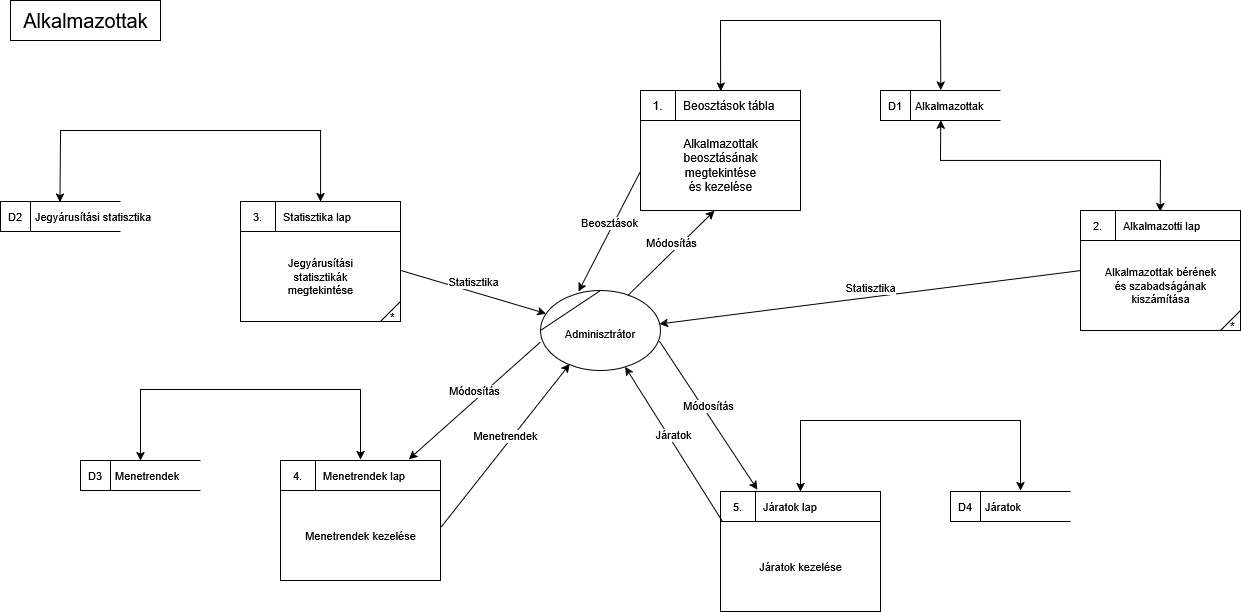 Alkalmazottak
1. Beosztások tábla
Alkalmazottak
beosztásának
megtekintése
és kezelése
D1 Alkalmazottak
D2 Jegyárusítási statisztika
3. Statisztika lap
Jegyárusítási
statisztikák
megtekintése
*
2. Alkalmazotti lap
Alkalmazottak bérének
és szabadságának
kiszámítása
*
Beosztások
Módosítás
Statisztika
Statisztika
Adminisztrátor
Módosítás
Menetrendek
Módosítás
Járatok
D3 Menetrendek
4. Menetrendek lap
Menetrendek kezelése
5. Járatok lap
Járatok kezelése
D4 Járatok